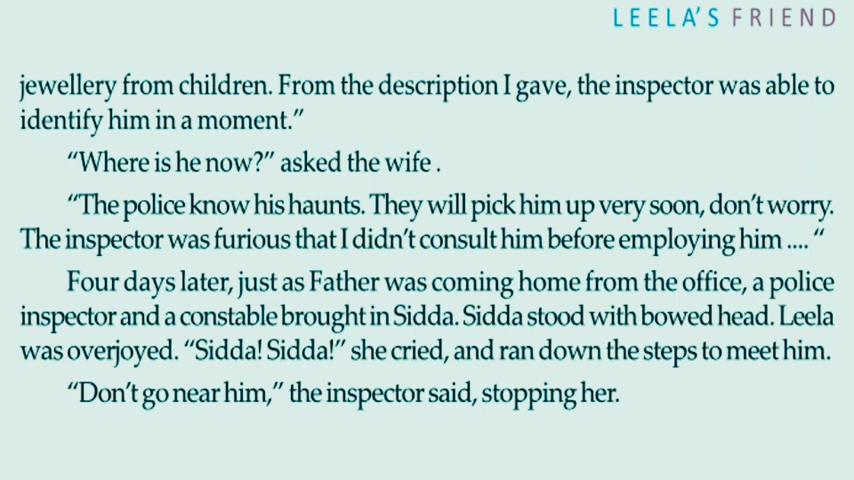 LEELA'S FRIEND
jewellery from children. From the description I gave, the inspector was able to
identify him in a moment.”
“Where is he now?” asked the wife .
“The police know his haunts. They will pick him up very soon, don’t worry.
The inspector was furious that I didn’t consult him before employing him .... “
Four days later, just as Father was coming home from the office, a police
inspector and a constable brought in Sidda. Sidda stood with bowed head. Leela
was overjoyed. “Sidda! Sidda!” she cried, and ran down the steps to meet him.
“Don’t go near him,” the inspector said, stopping her.